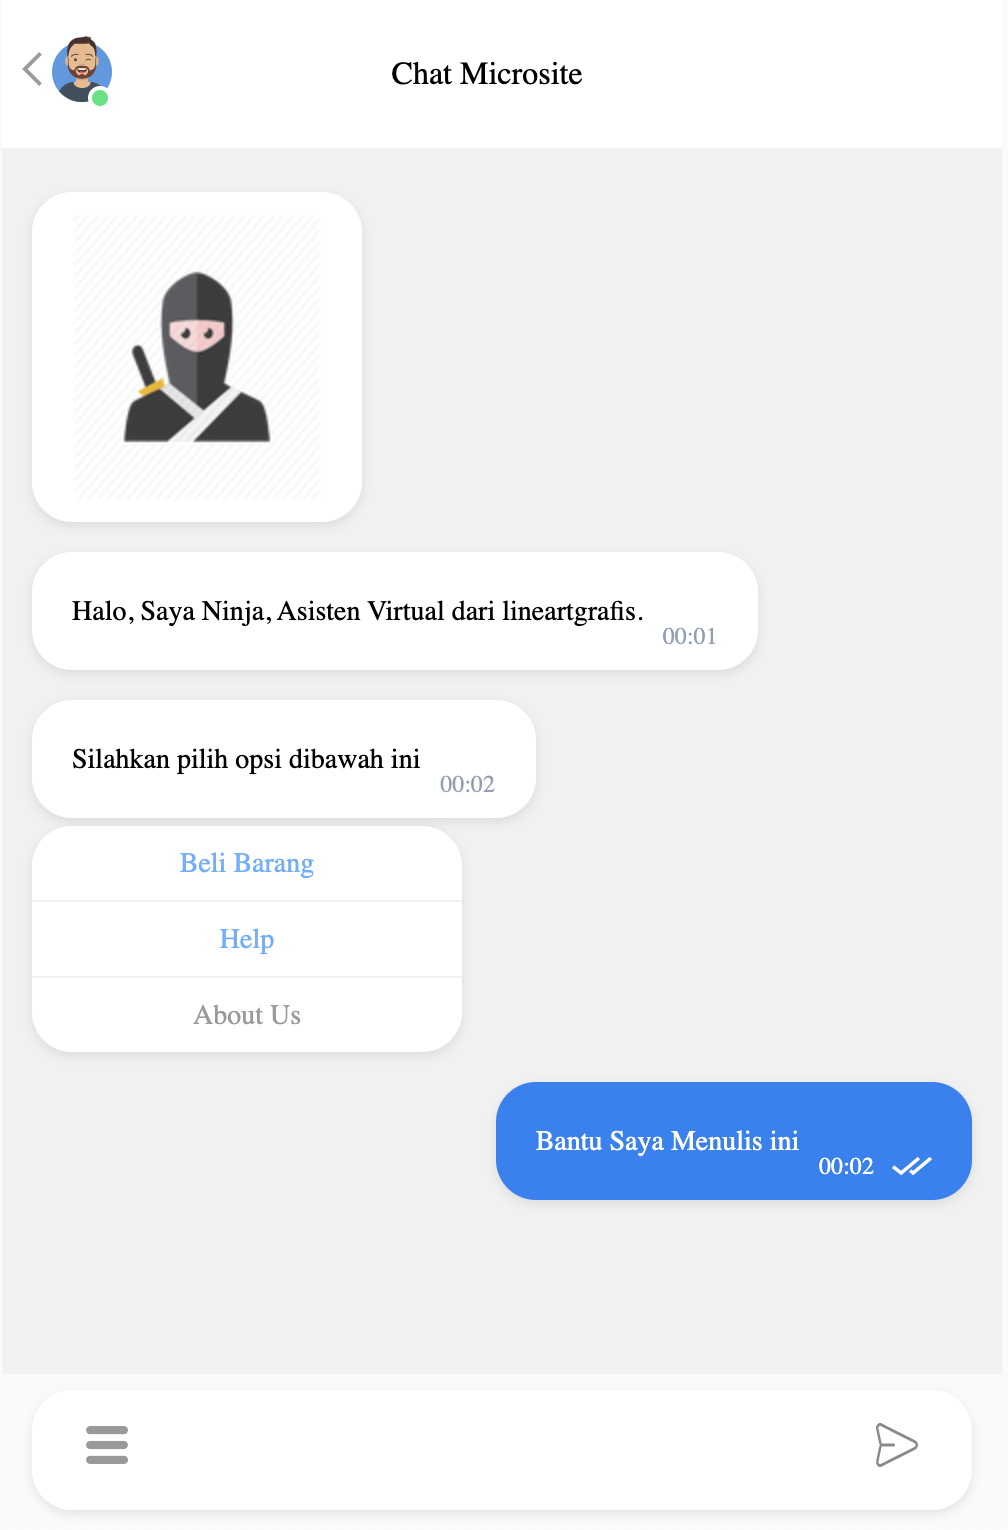 Chat Microsite
Halo, Saya Ninja, Asisten Virtual dari lineartgrafis.
00:01
Silahkan pilih opsi dibawah ini
00:02
Beli Barang
Help
About Us
Bantu Saya Menulis ini
00:02